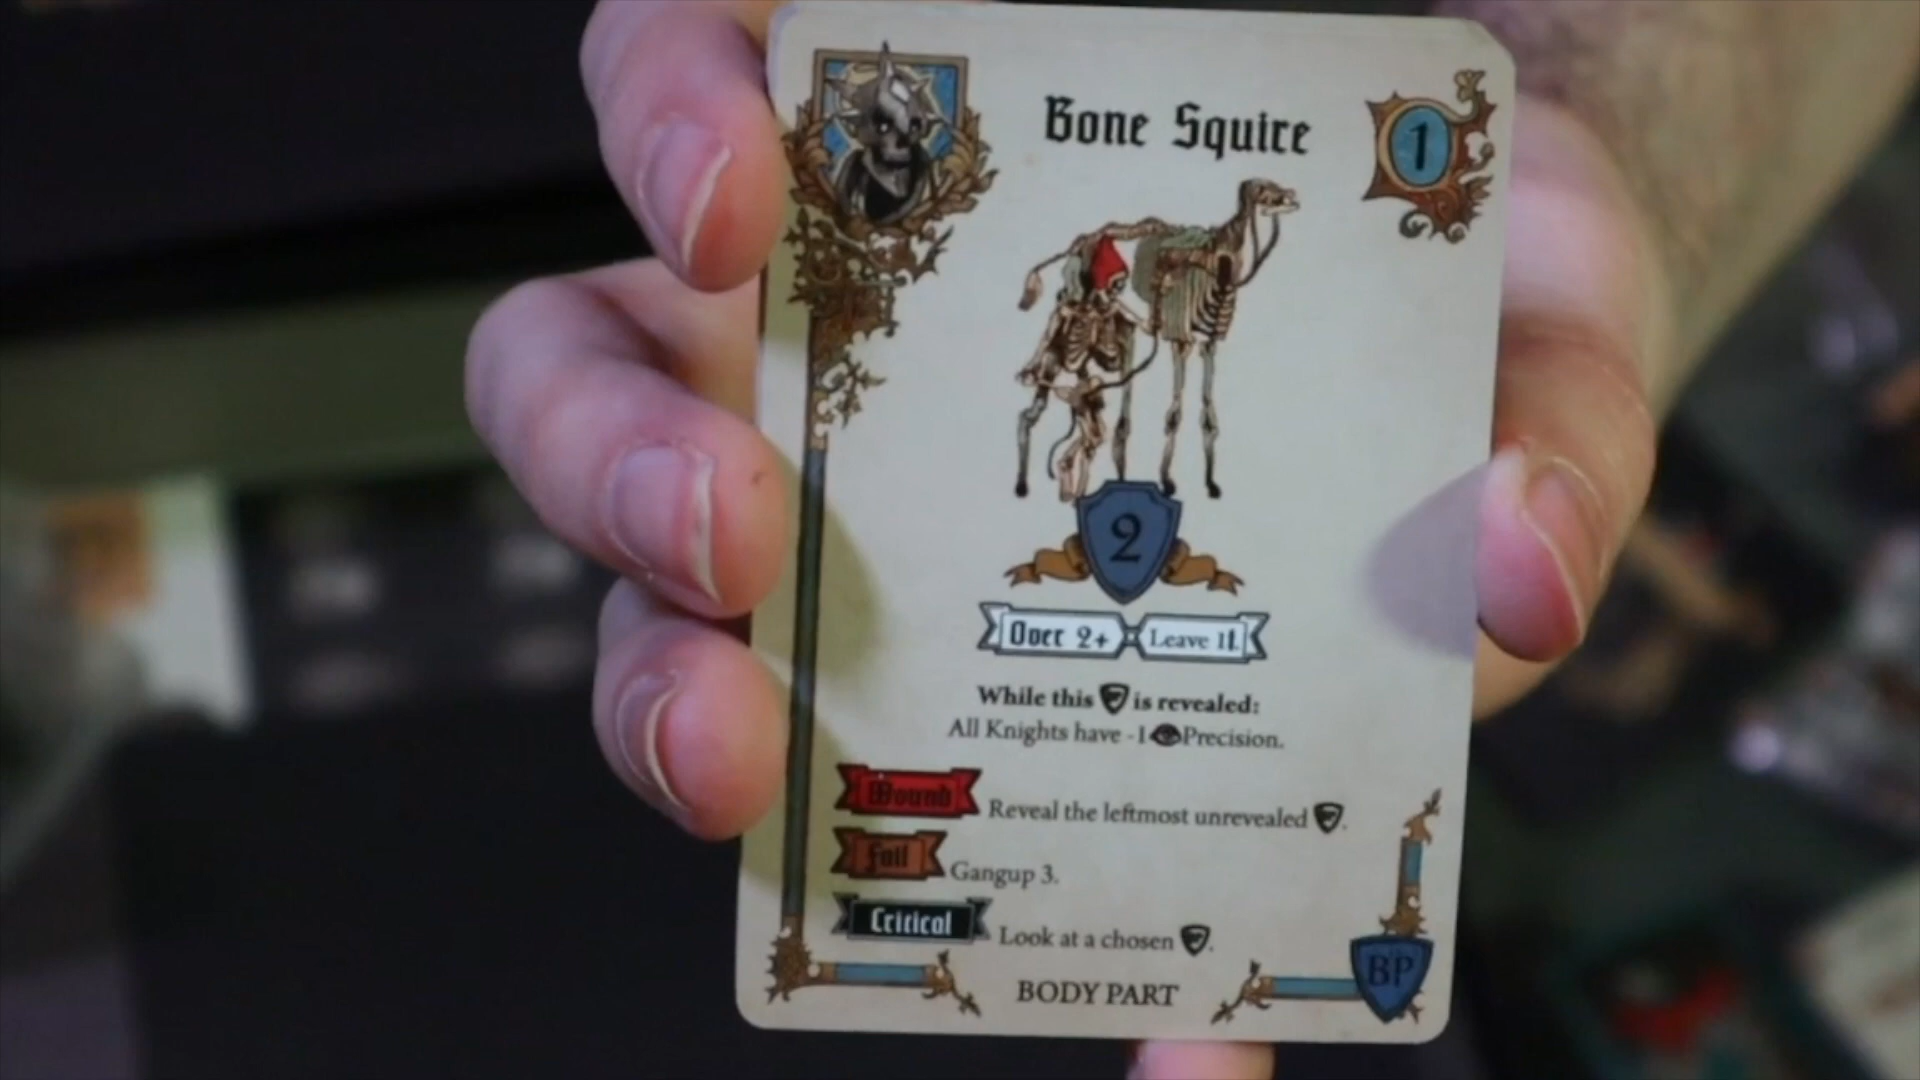 Bone Squire
1
2
Over 2+ Leave It.
While this is revealed:
All Knights have -1 Precision.
Wound Reveal the leftmost unrevealed .
Fail Gangup 3.
Critical Look at a chosen .
BODY PART
BP